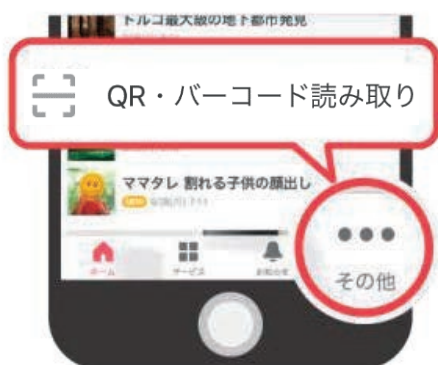 トルコ最大級の地下都市発見
QR・バーコード読み取り
ママタレ 割れる子供の顔出し
ホーム
サービス
お知らせ
その他